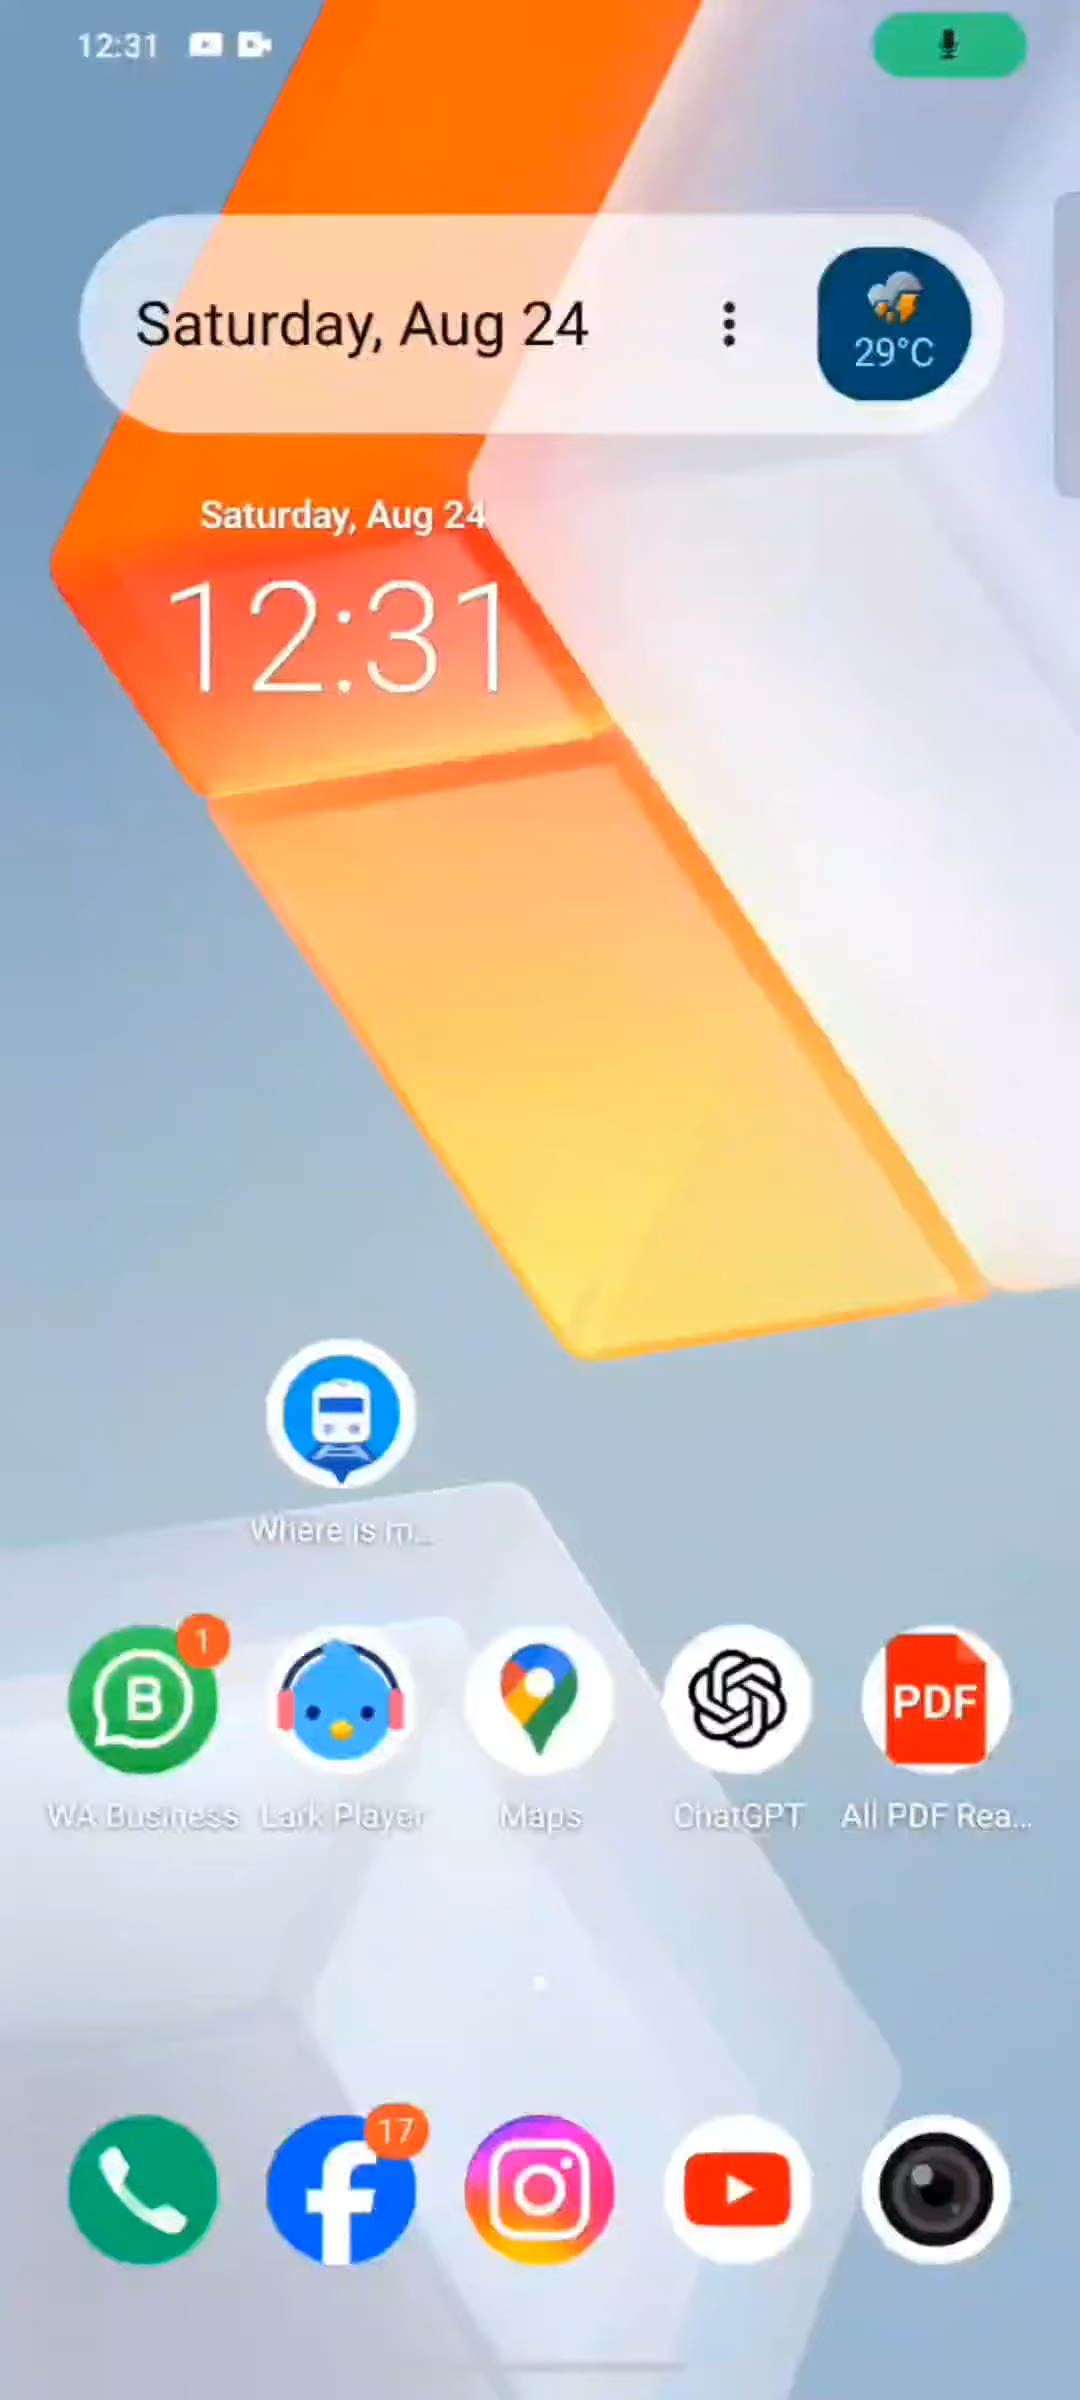 12:31
Saturday, Aug 24
29°C
Saturday, Aug 24
12:31
Where is m...
1
B
PDF
WA Business
Lark Player
Maps
ChatGPT
All PDF Rea...
17